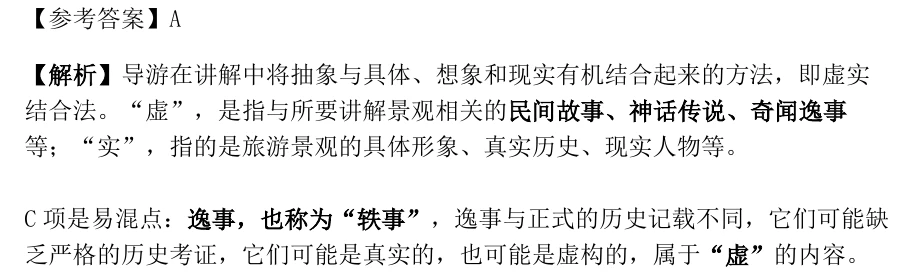 【参考答案】A
【解析】导游在讲解中将抽象与具体、想象和现实有机结合起来的方法，即虚实
结合法。“虚”，是指与所要讲解景观相关的民间故事、神话传说、奇闻逸事
等；“实”，指的是旅游景观的具体形象、真实历史、现实人物等。
C 项是易混点：逸事，也称为“轶事”，逸事与正式的历史记载不同，它们可能缺
乏严格的历史考证，它们可能是真实的，也可能是虚构的，属于“虚”的内容。